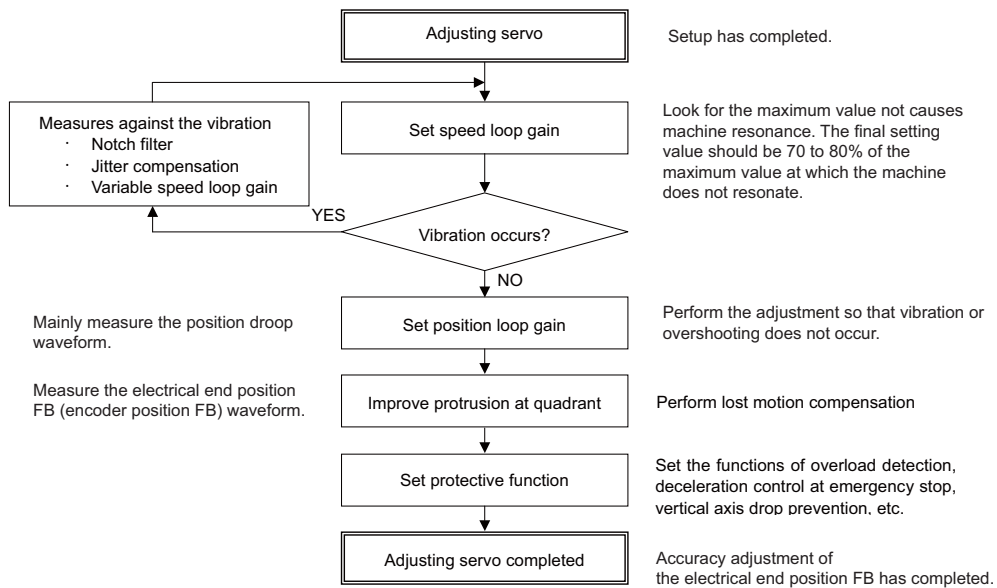 Adjusting servo
Setup has completed.
Measures against the vibration
· Notch filter
· Jitter compensation
· Variable speed loop gain
Set speed loop gain
Look for the maximum value not causes
machine resonance. The final setting
value should be 70 to 80% of the
maximum value at which the machine
does not resonate.
YES
Vibration occurs?
NO
Mainly measure the position droop
waveform.
Set position loop gain
Perform the adjustment so that vibration or
overshooting does not occur.
Measure the electrical end position
FB (encoder position FB) waveform.
Improve protrusion at quadrant
Perform lost motion compensation
Set protective function
Set the functions of overload detection,
deceleration control at emergency stop,
vertical axis drop prevention, etc.
Adjusting servo completed
Accuracy adjustment of
the electrical end position FB has completed.